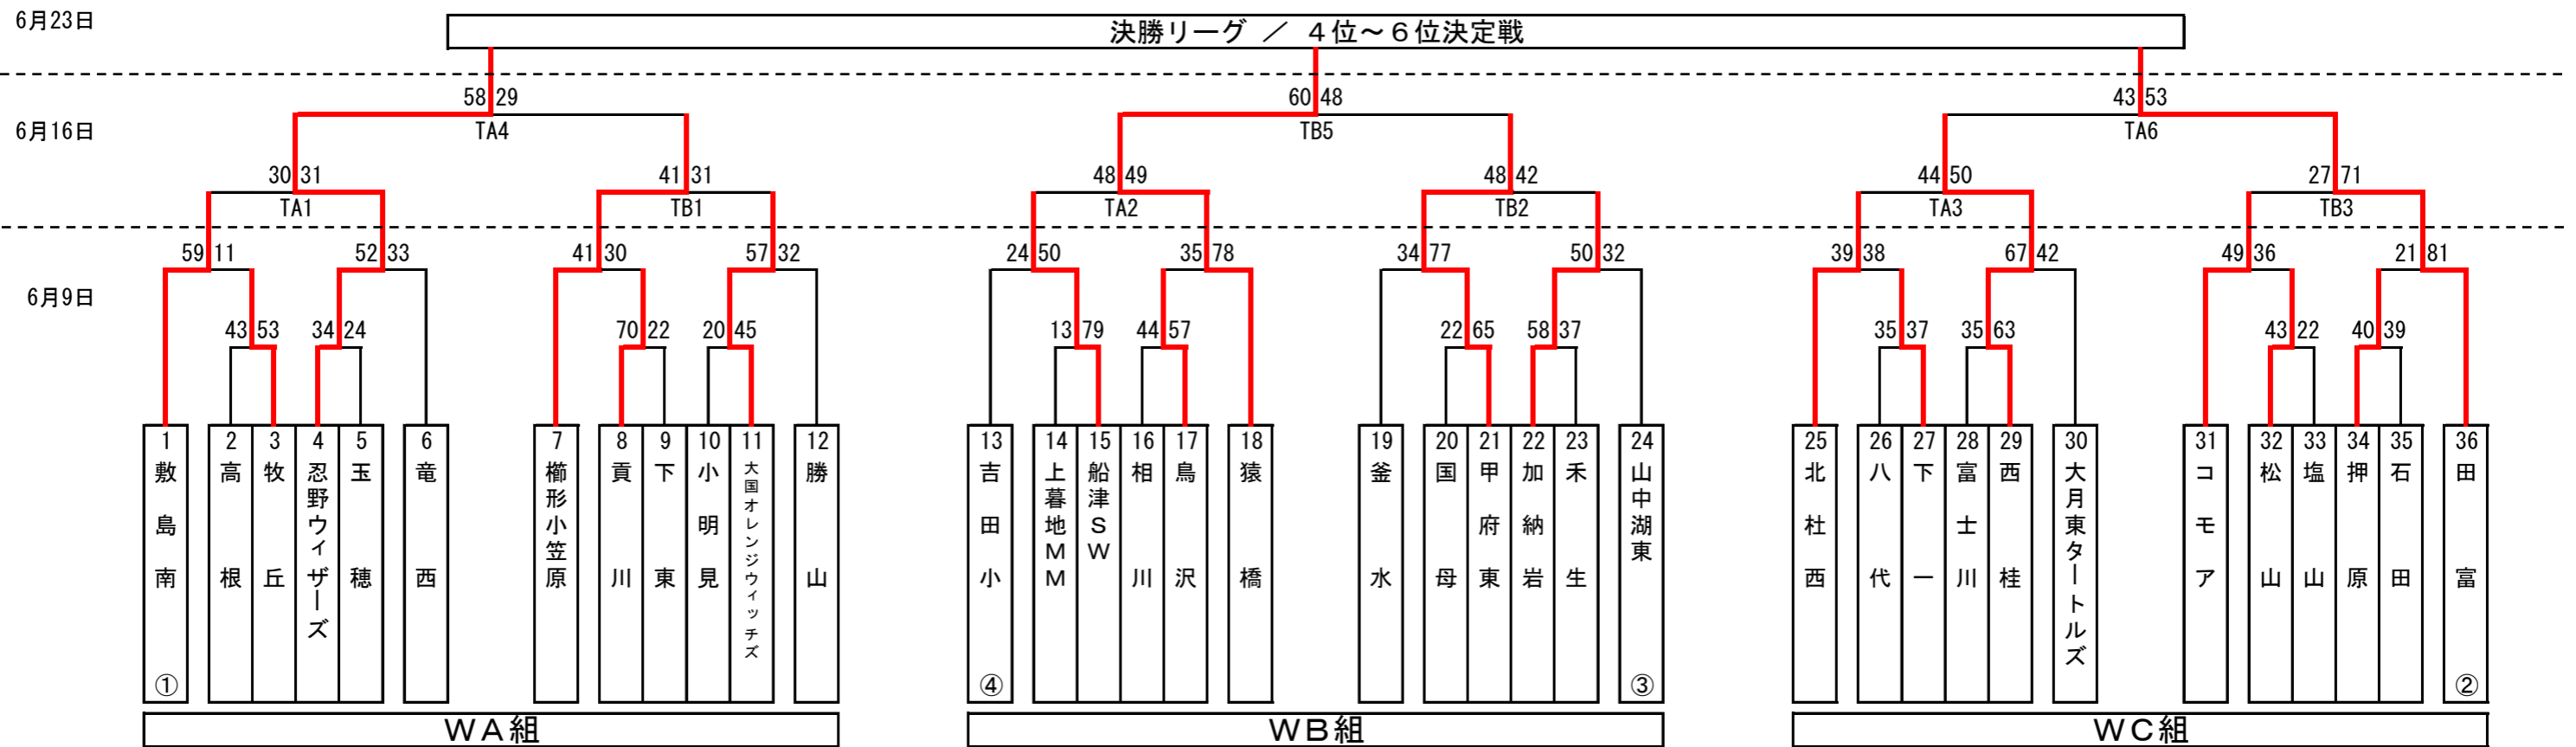 6月23日
決勝リーグ ／ 4位～6位決定戦
58 29
60 48
43 53
6月16日
TA4
TB5
TA6
30 31
41 31
48 49
48 42
44 50
27 71
TA1
TB1
TA2
TB2
TA3
TB3
59 11
52 33
41 30
57 32
24 50
35 78
34 77
50 32
39 38
67 42
49 36
21 81
6月9日
43 53
34 24
70 22
20 45
13 79
44 57
22 65
58 37
35 37
35 63
43 22
40 39
1 敷島南 ①
2 高根
3 牧丘
4 忍野ウィザーズ
5 玉穂
6 竜西
7 櫛形小笠原
8 貢川
9 下東
10 小明見
11 大国オレンジウィッチズ
12 勝山
13 吉田小 ④
14 上暮地ＭＭ
15 船津ＳＷ
16 相川
17 鳥沢
18 猿橋
19 釜水
20 国母
21 甲府東
22 加納岩
23 禾生
24 山中湖東 ③
25 北杜西
26 八代
27 下一
28 富士川
29 西桂
30 大月東タートルズ
31 コモア
32 松山
33 塩山
34 押原
35 石田
36 田富 ②
ＷＡ組
ＷＢ組
ＷＣ組